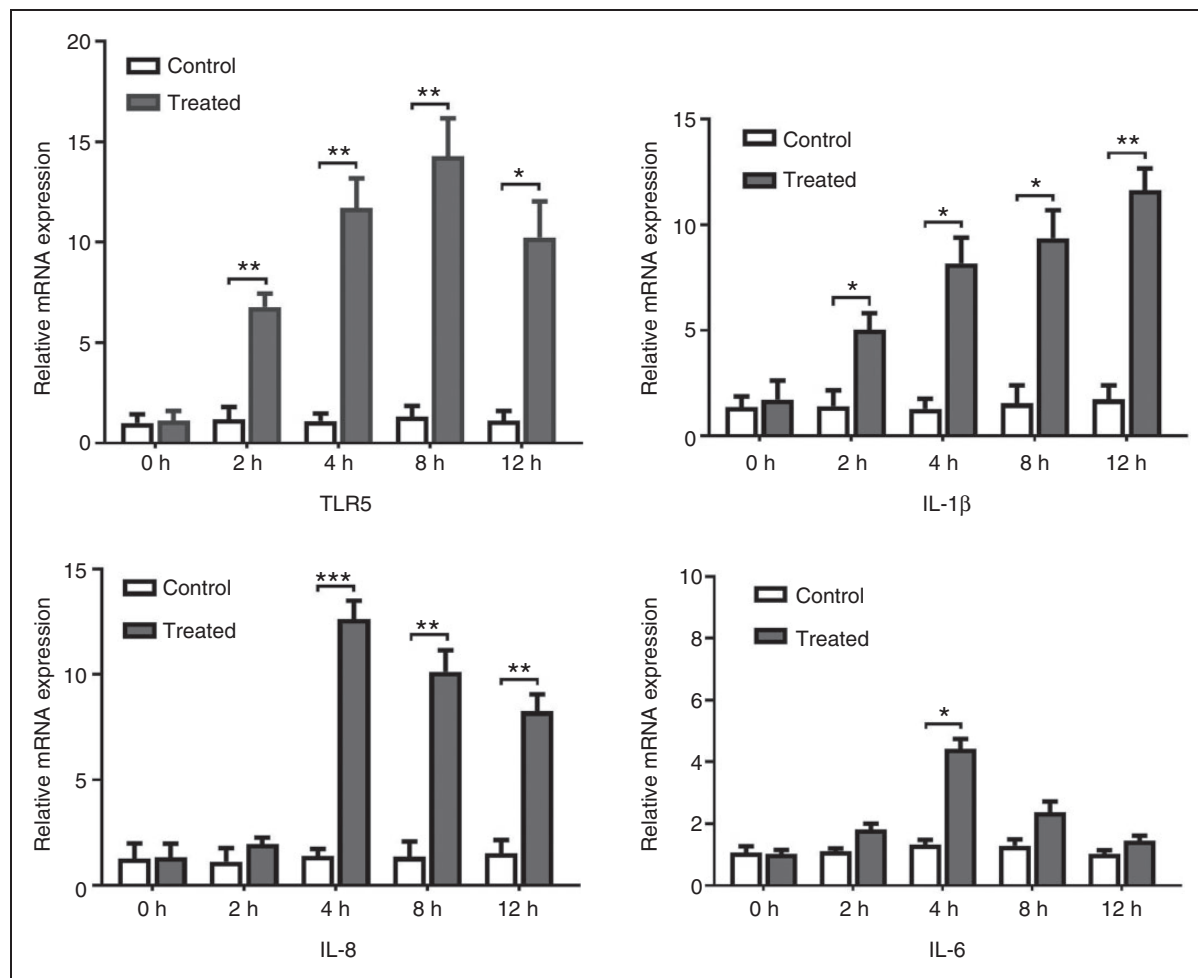 20
15
10
5
0
Relative mRNA expression
Control
Treated
**
**
**
*
0 h 2 h 4 h 8 h 12 h
TLR5
15
10
5
0
Relative mRNA expression
Control
Treated
*
*
*
**
0 h 2 h 4 h 8 h 12 h
IL-1β
15
10
5
0
Relative mRNA expression
Control
Treated
***
**
**
0 h 2 h 4 h 8 h 12 h
IL-8
10
8
6
4
2
0
Relative mRNA expression
Control
Treated
*
0 h 2 h 4 h 8 h 12 h
IL-6